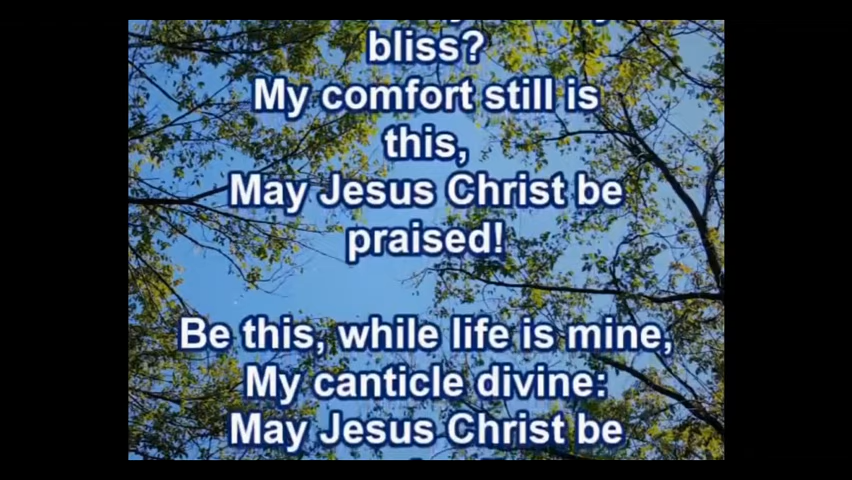 bliss?
My comfort still is
this,
May Jesus Christ be
praised!
Be this, while life is mine,
My canticle divine:
May Jesus Christ be